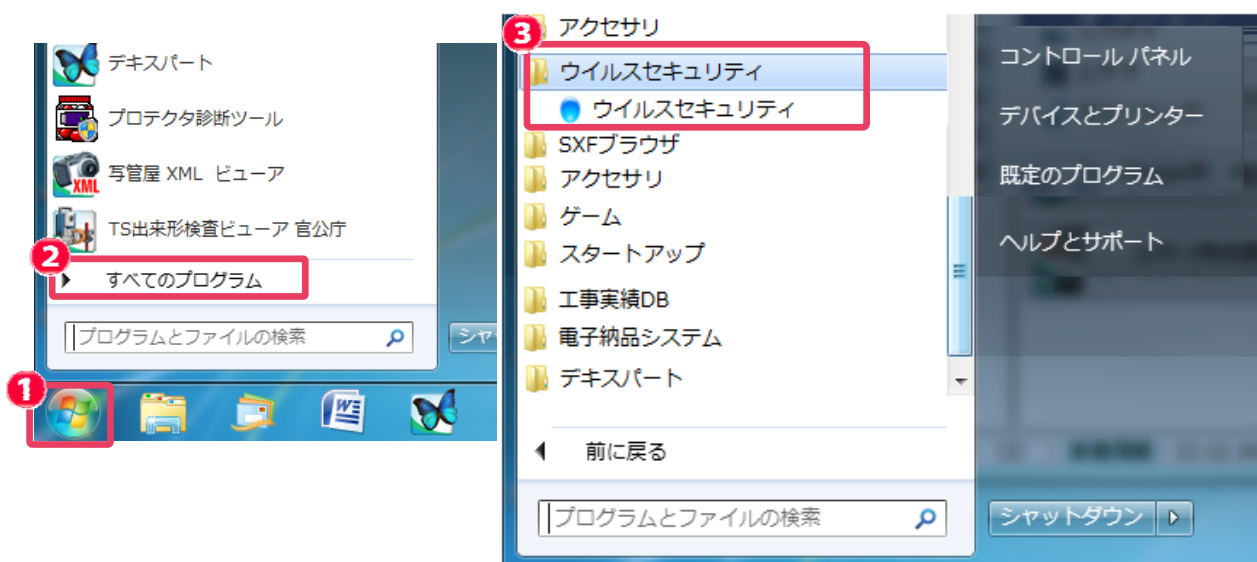 デキスパート
プロテクタ診断ツール
XML
写管屋 XML ビューア
TS出来形検査ビューア 官公庁
2
すべてのプログラム
プログラムとファイルの検索
シャ
1
W
3
アクセサリ
ウイルスセキュリティ
ウイルスセキュリティ
SXFブラウザ
アクセサリ
ゲーム
スタートアップ
工事実績DB
電子納品システム
デキスパート
前に戻る
プログラムとファイルの検索
コントロール パネル
デバイスとプリンター
既定のプログラム
ヘルプとサポート
シャットダウン